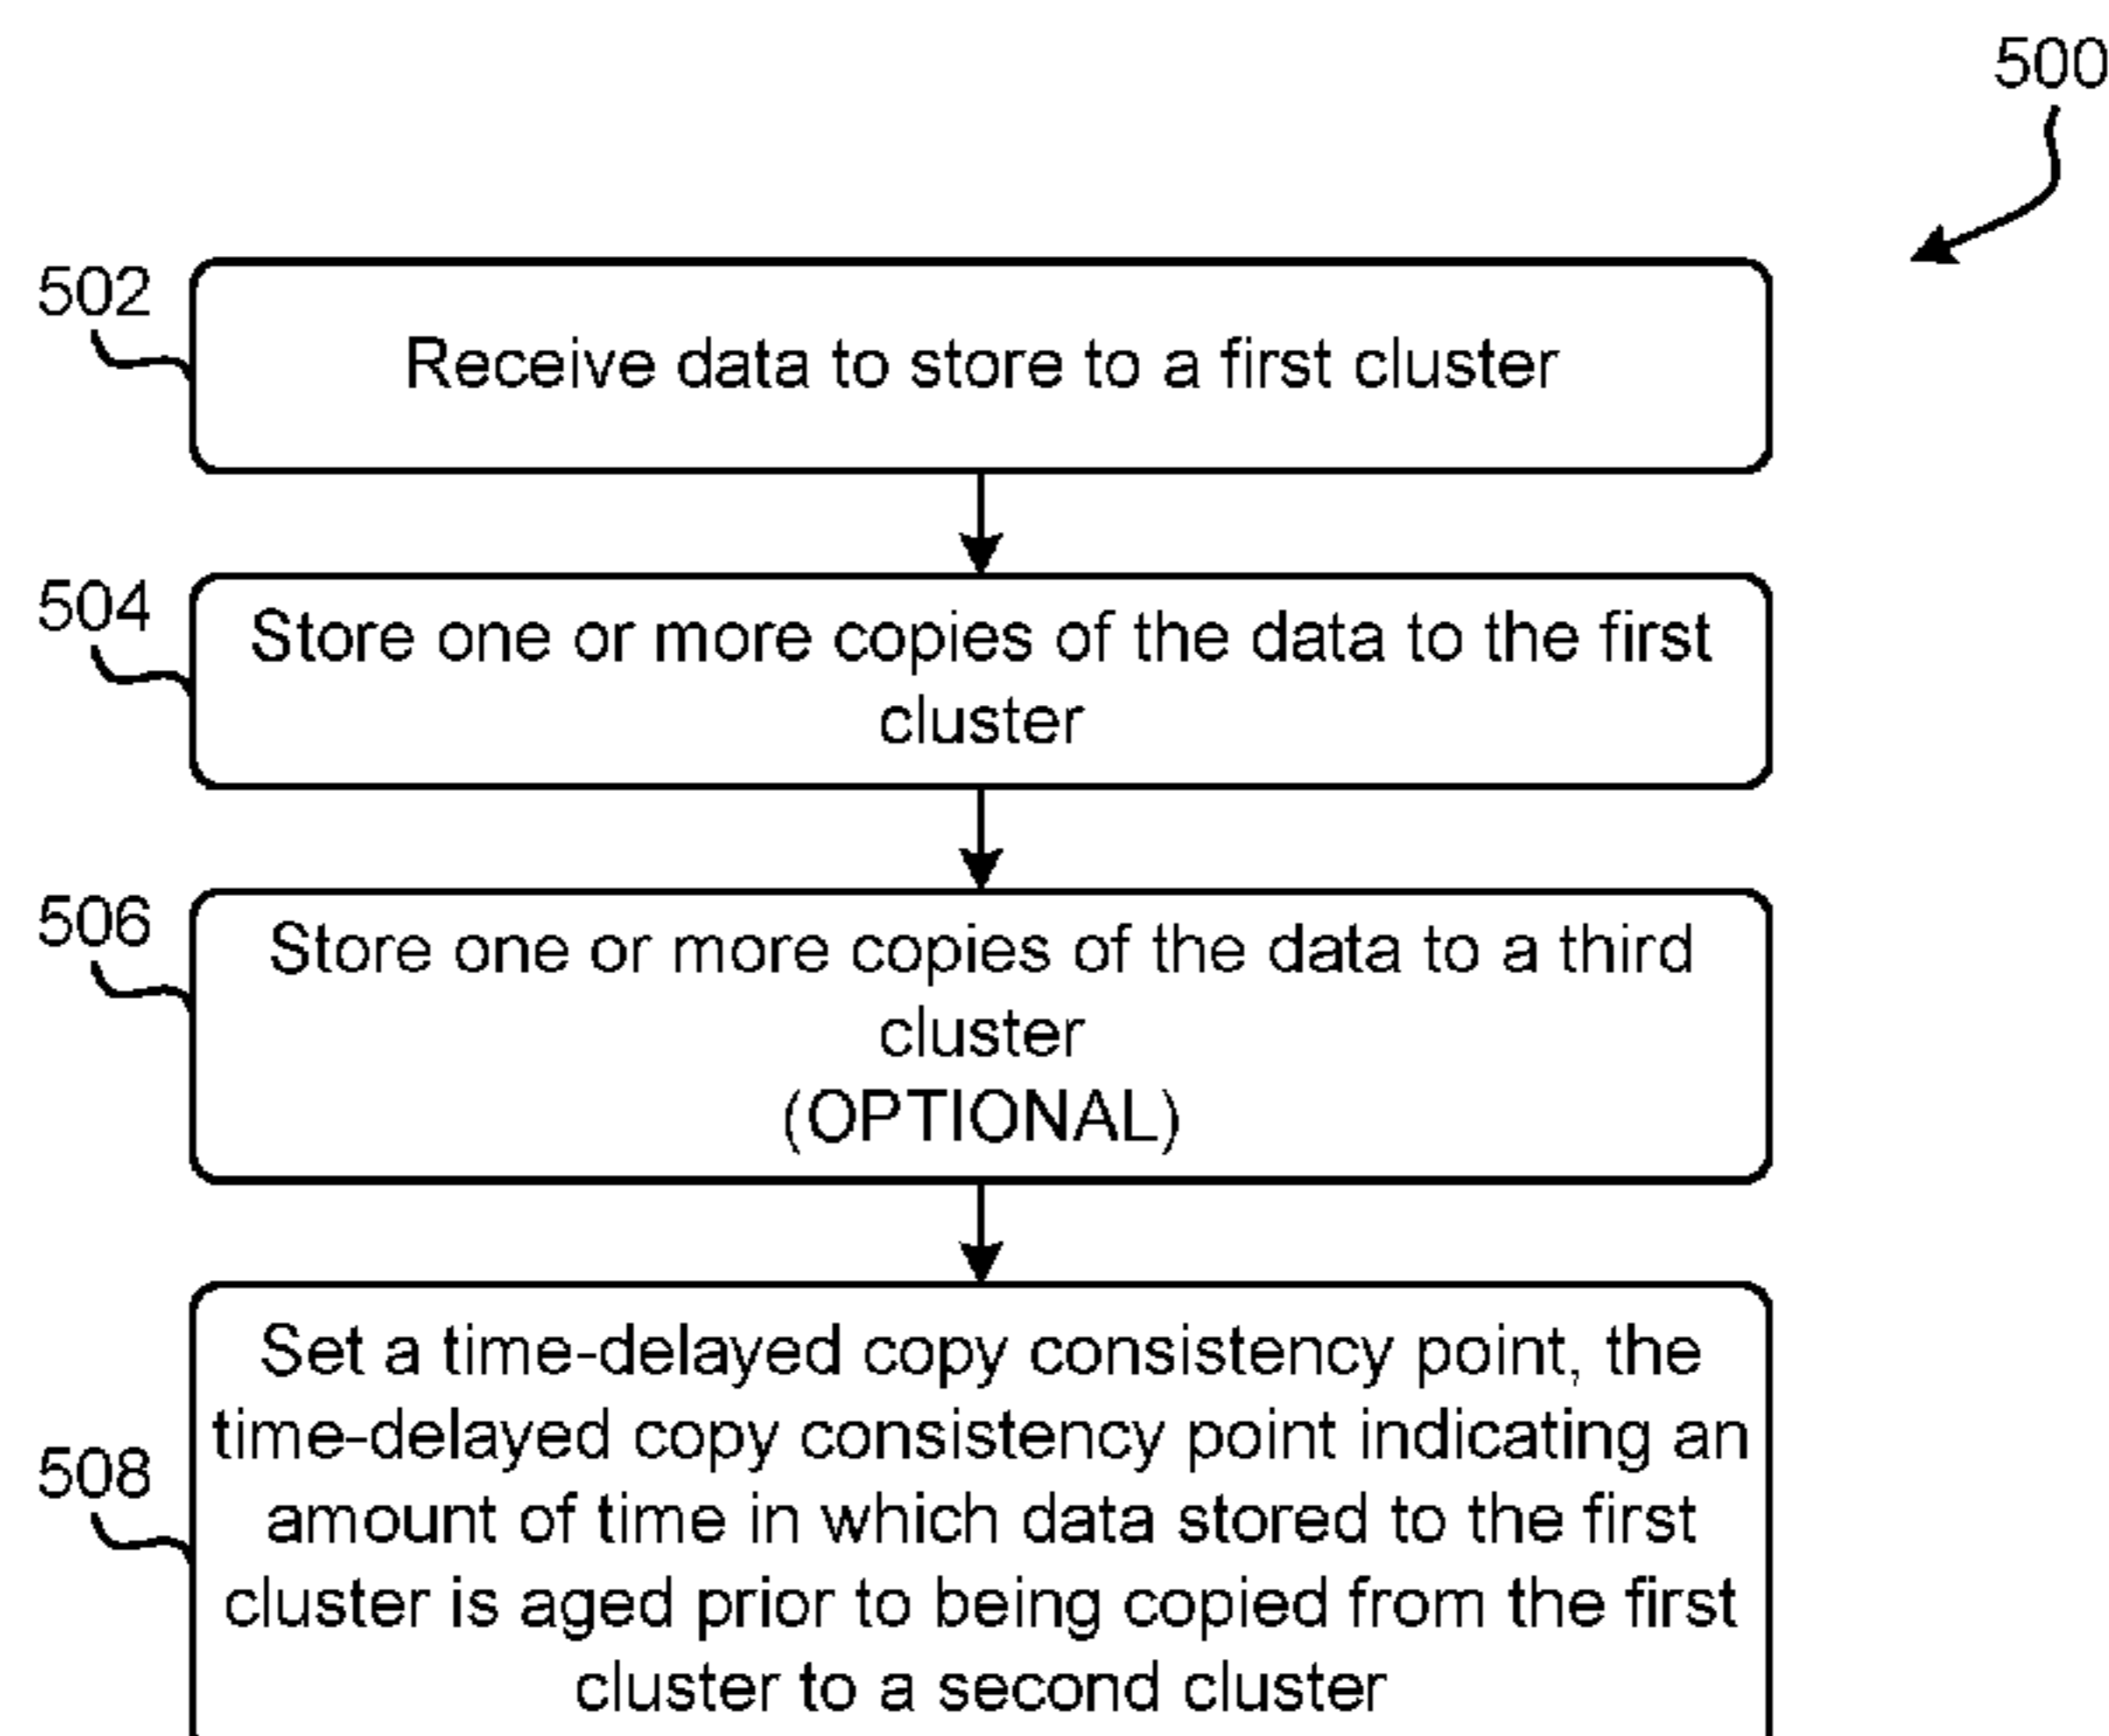 500
502
Receive data to store to a first cluster
504
Store one or more copies of the data to the first
cluster
506
Store one or more copies of the data to a third
cluster
(OPTIONAL)
508
Set a time-delayed copy consistency point, the
time-delayed copy consistency point indicating an
amount of time in which data stored to the first
cluster is aged prior to being copied from the first
cluster to a second cluster